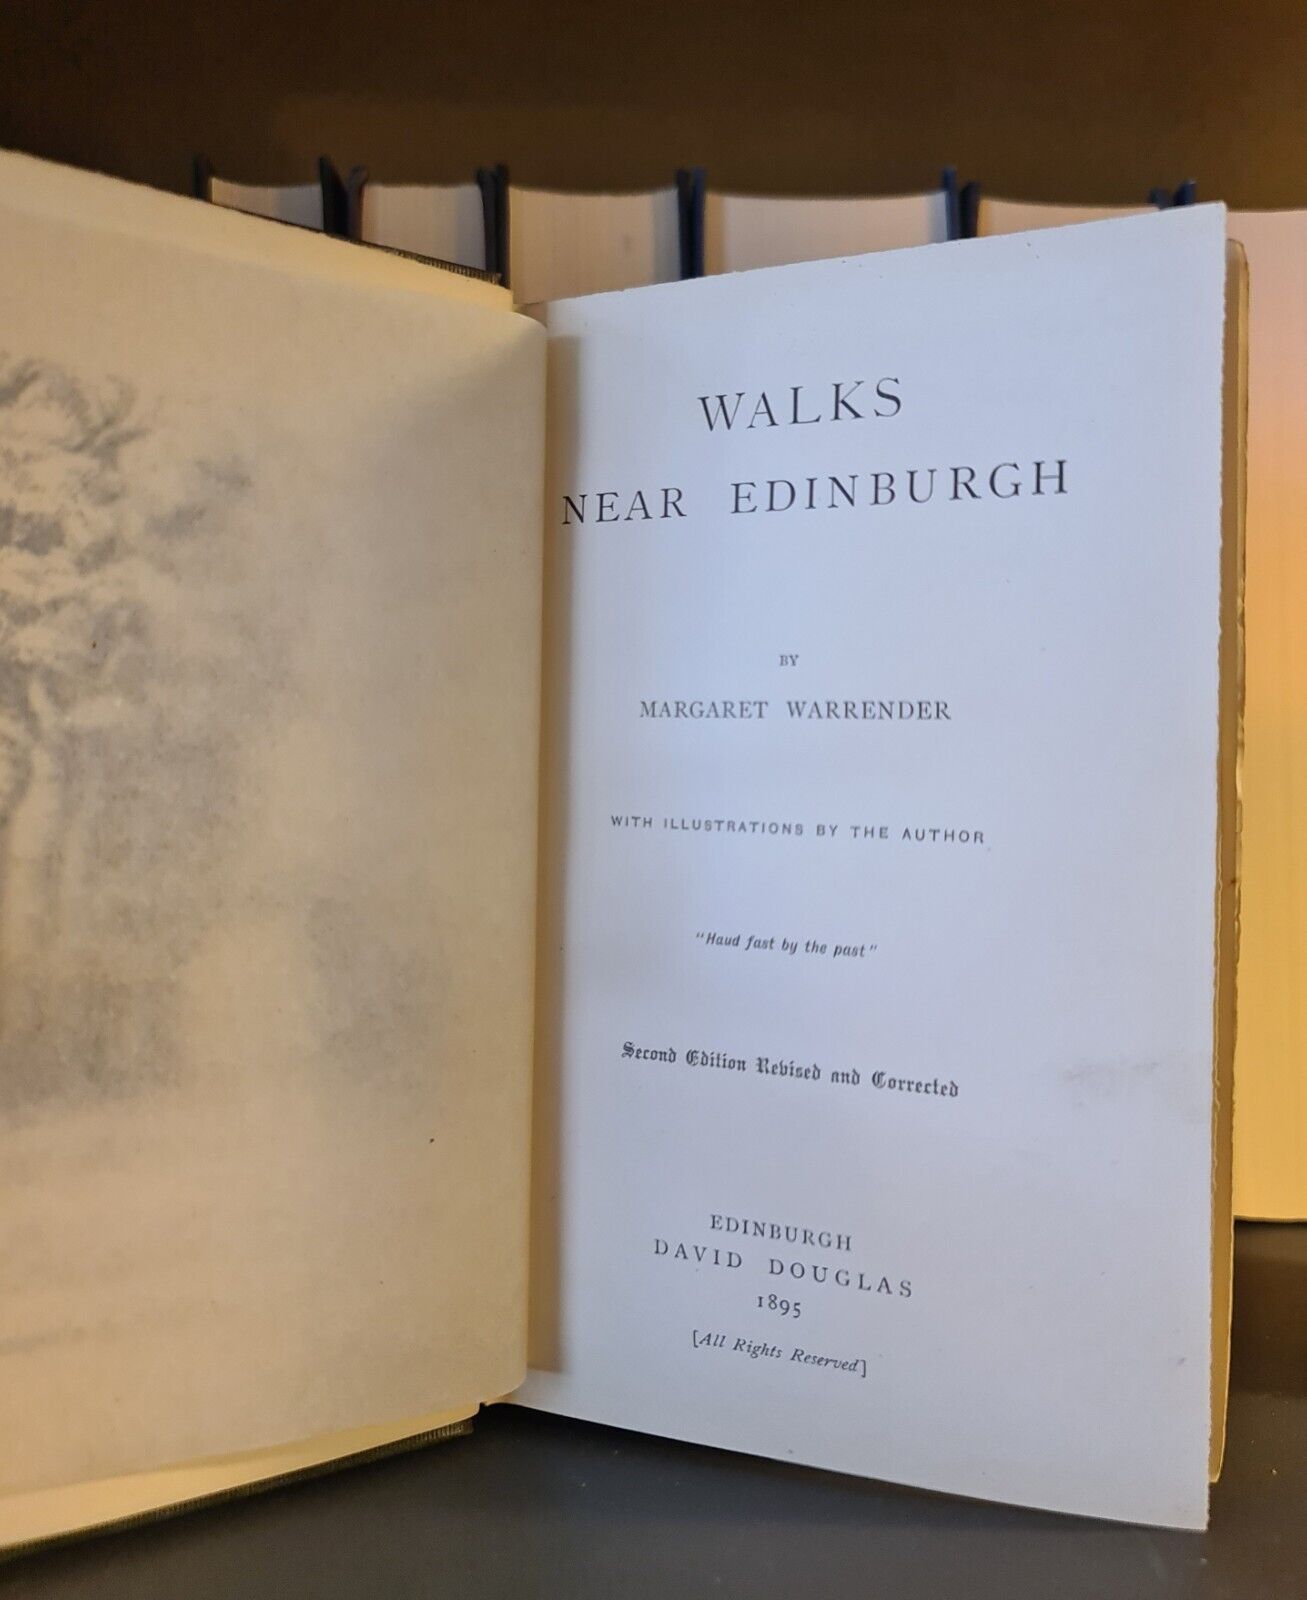 WALKS
NEAR EDINBURGH
BY
MARGARET WARRENDER
WITH ILLUSTRATIONS BY THE AUTHOR
"Haud fast by the past"
Second Edition Revised and Corrected
EDINBURGH
DAVID DOUGLAS
1895
[All Rights Reserved]